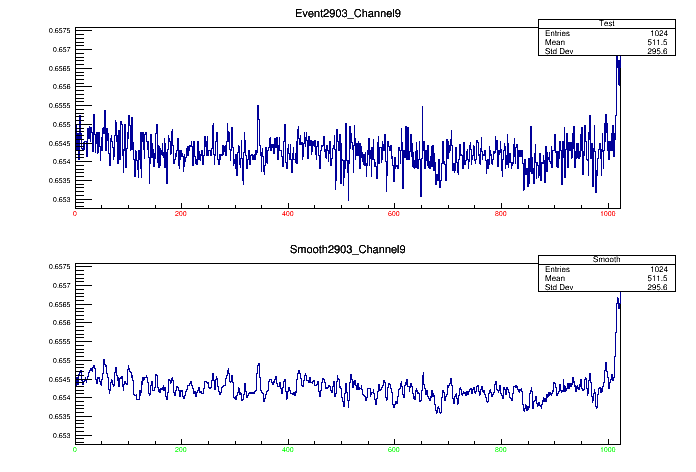 Event2903_Channel9
Test
Entries 1024
Mean 511.5
Std Dev 295.6
0.6575
0.657
0.6565
0.656
0.6555
0.655
0.6545
0.654
0.6535
0.653
0 200 400 600 800 1000
Smooth2903_Channel9
Smooth
Entries 1024
Mean 511.5
Std Dev 295.6
0.6575
0.657
0.6565
0.656
0.6555
0.655
0.6545
0.654
0.6535
0.653
0 200 400 600 800 1000